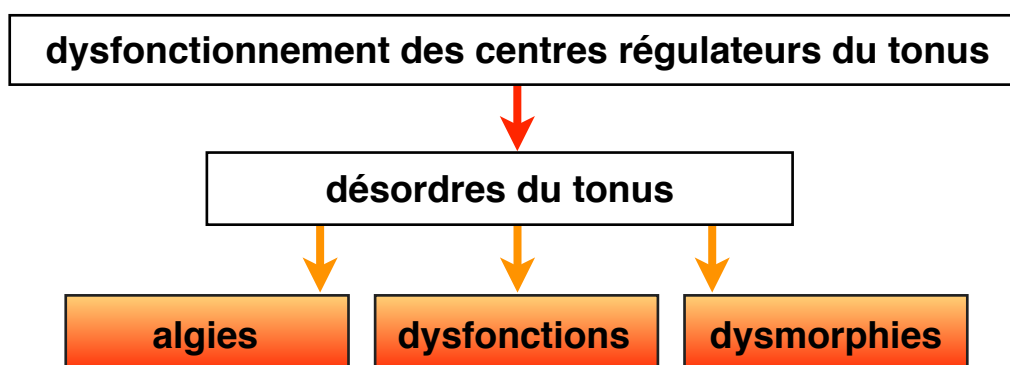 dysfonctionnement des centres régulateurs du tonus
désordres du tonus
algies
dysfonctions
dysmorphies